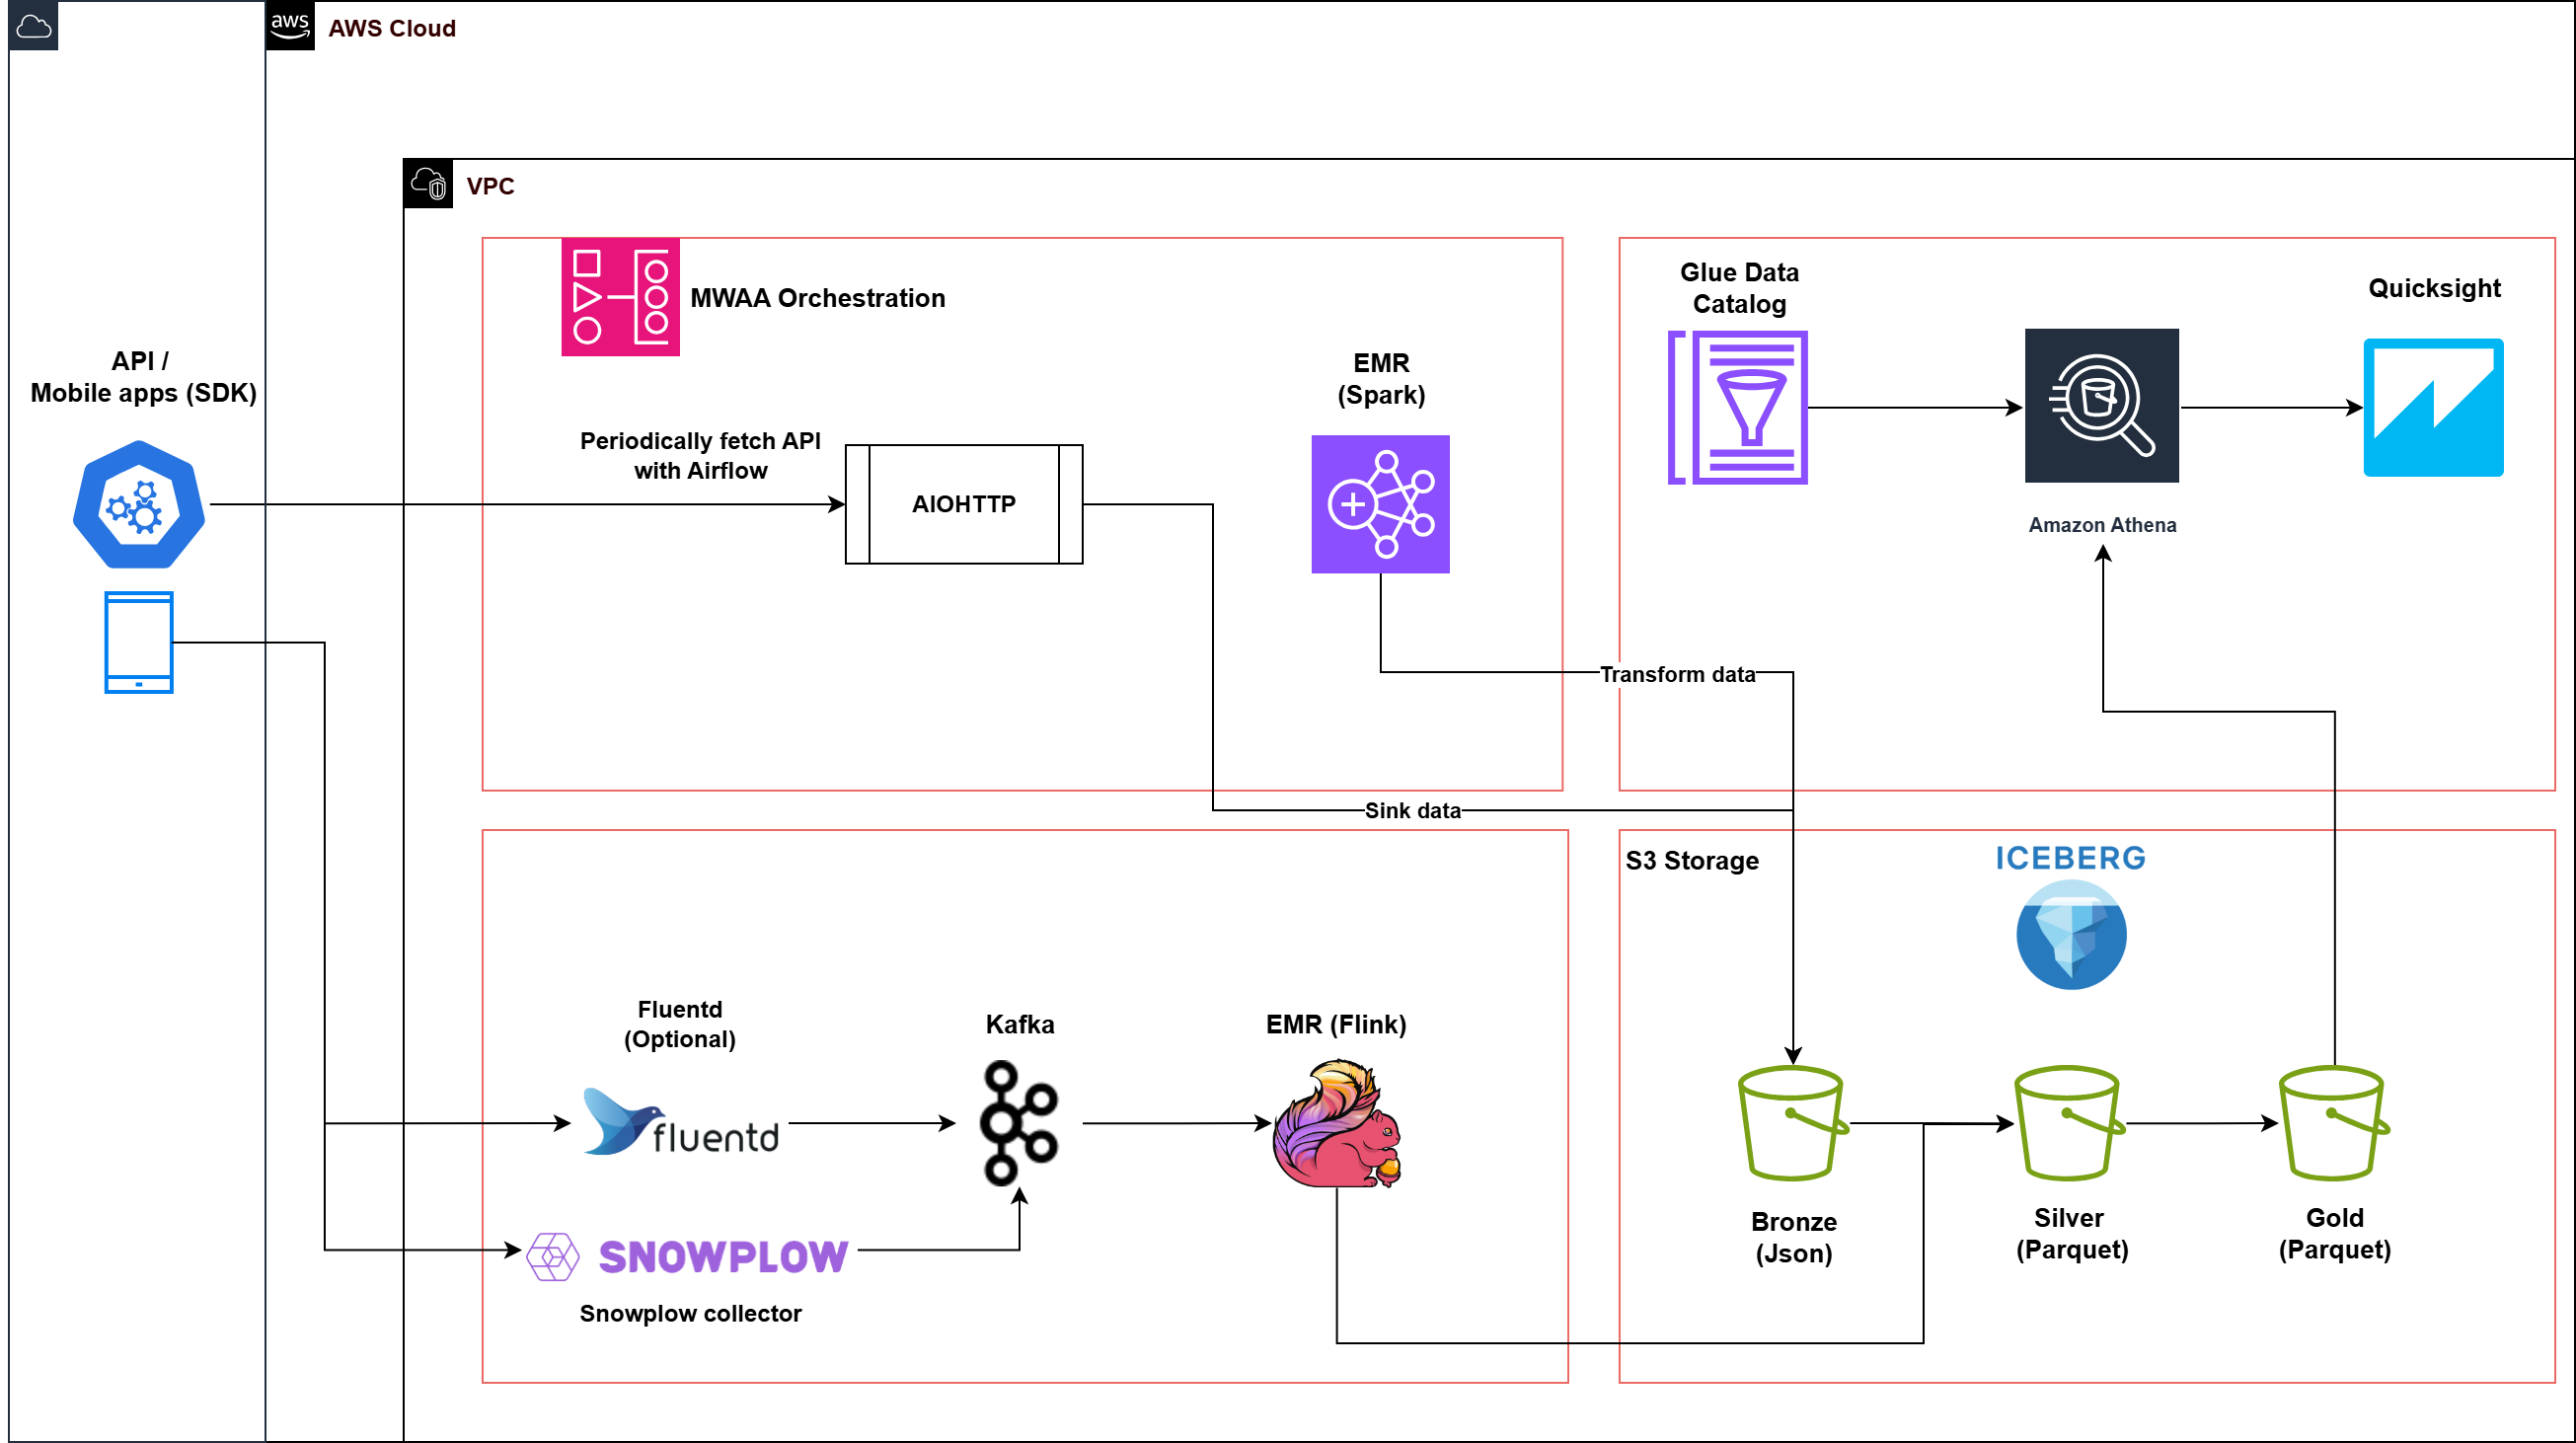 aws
AWS Cloud
VPC
API /
Mobile apps (SDK)
MWAA Orchestration
Periodically fetch API
with Airflow
AIOHTTP
EMR
(Spark)
Glue Data
Catalog
Quicksight
Amazon Athena
Transform data
Sink data
S3 Storage
ICEBERG
Fluentd
(Optional)
fluentd
Kafka
EMR (Flink)
SNOWPLOW
Snowplow collector
Bronze
(Json)
Silver
(Parquet)
Gold
(Parquet)